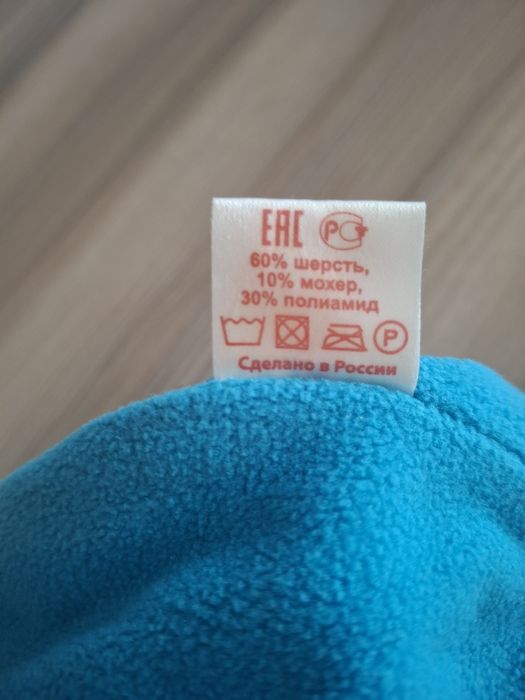 ЕАС РСТ
60% шерсть,
10% мохер,
30% полиамид
P
Сделано в России